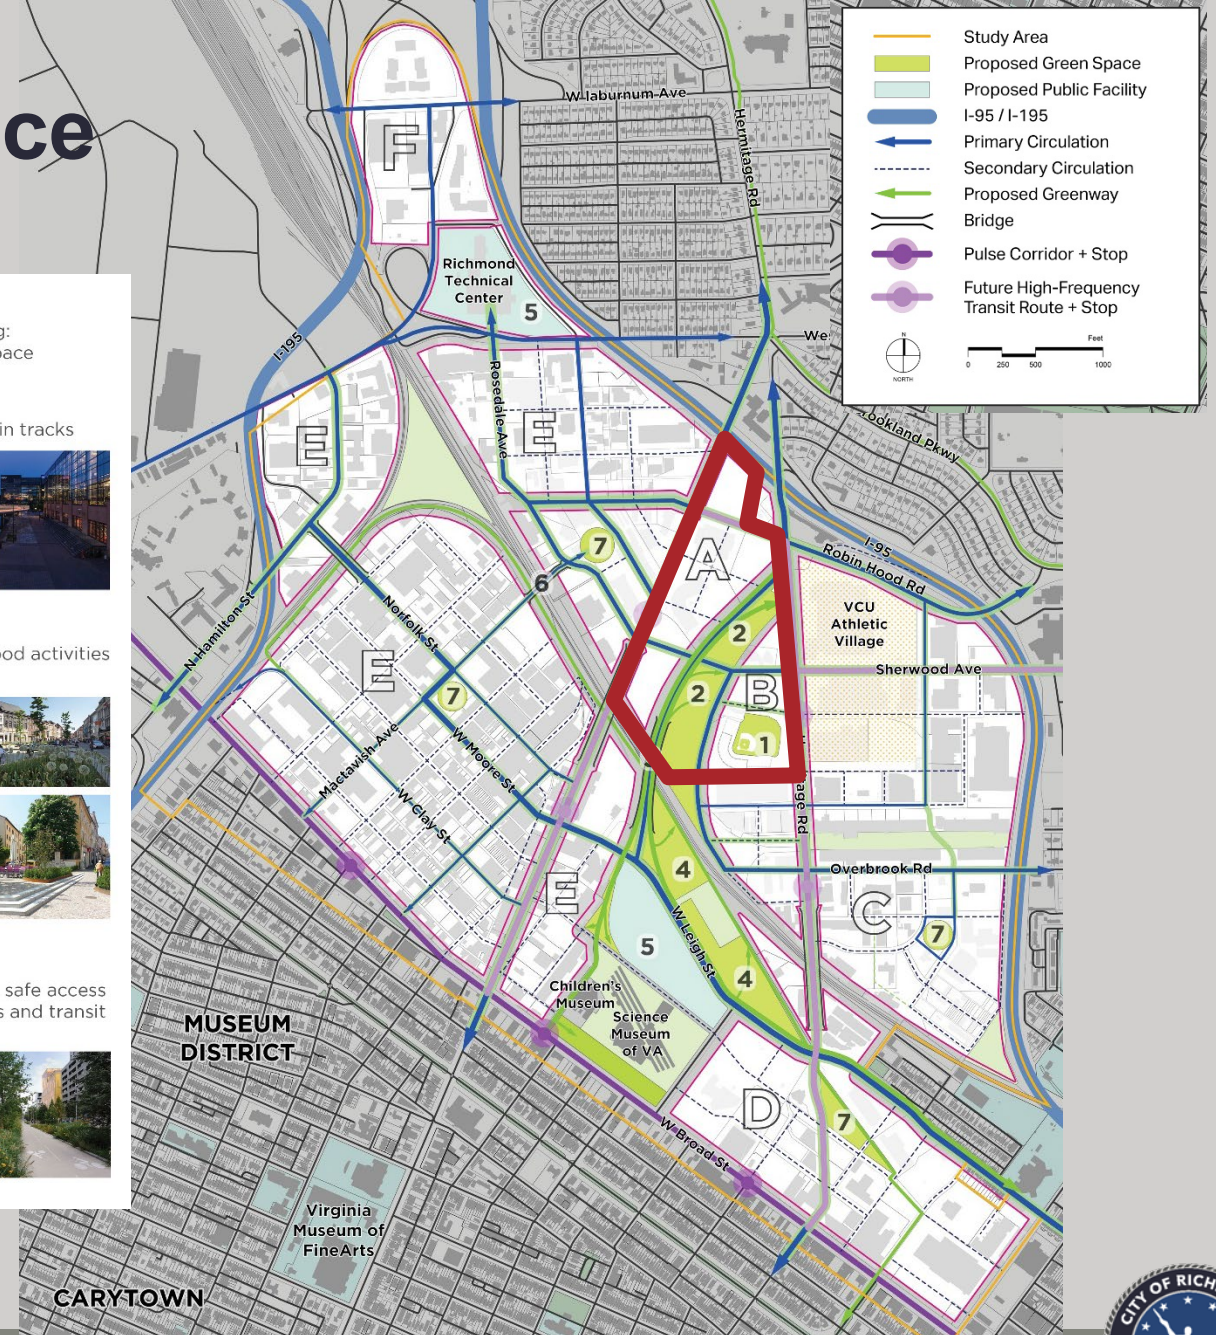 ce
g:
pace
in tracks
ood activities
safe access
s and transit
Study Area
Proposed Green Space
Proposed Public Facility
I-95 / I-195
Primary Circulation
Secondary Circulation
Proposed Greenway
Bridge
Pulse Corridor + Stop
Future High-Frequency
Transit Route + Stop
N
NORTH
Feet
0 250 500 1000
W laburnum Ave
Hermitage Rd
F
Richmond
Technical
Center
5
I-195
We
Rosedale Ave
E
E
ookland Pkwy
7
A
I-95
Robin Hood Rd
6
VCU
Athletic
Village
N Hamilton St
Norfolk St
2
Sherwood Ave
E
7
2
B
1
Mactavish Ave
W Moore St
W Clay St
tage Rd
4
Overbrook Rd
E
C
7
5
W Leigh St
4
Children's
Museum
Science
Museum
of VA
MUSEUM
DISTRICT
D
7
W Broad St
Virginia
Museum of
FineArts
CARYTOWN
CITY OF RICH